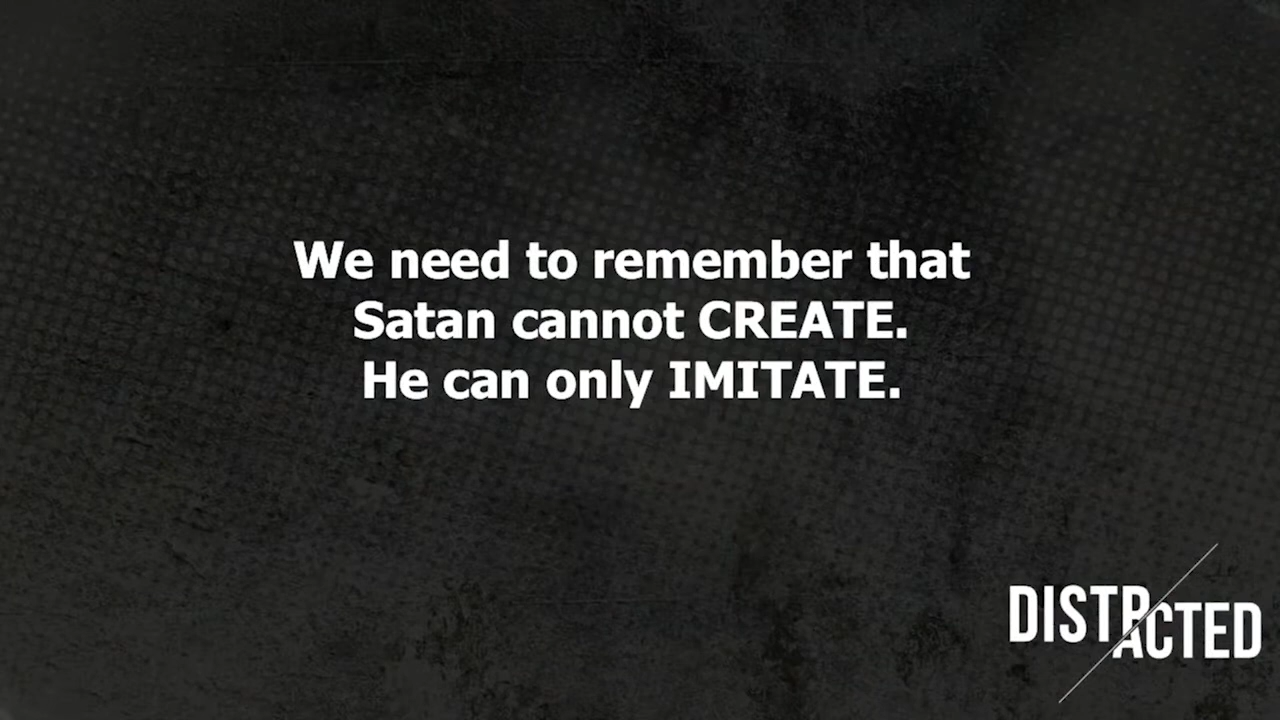 We need to remember that
Satan cannot CREATE.
He can only IMITATE.
DISTRACTED